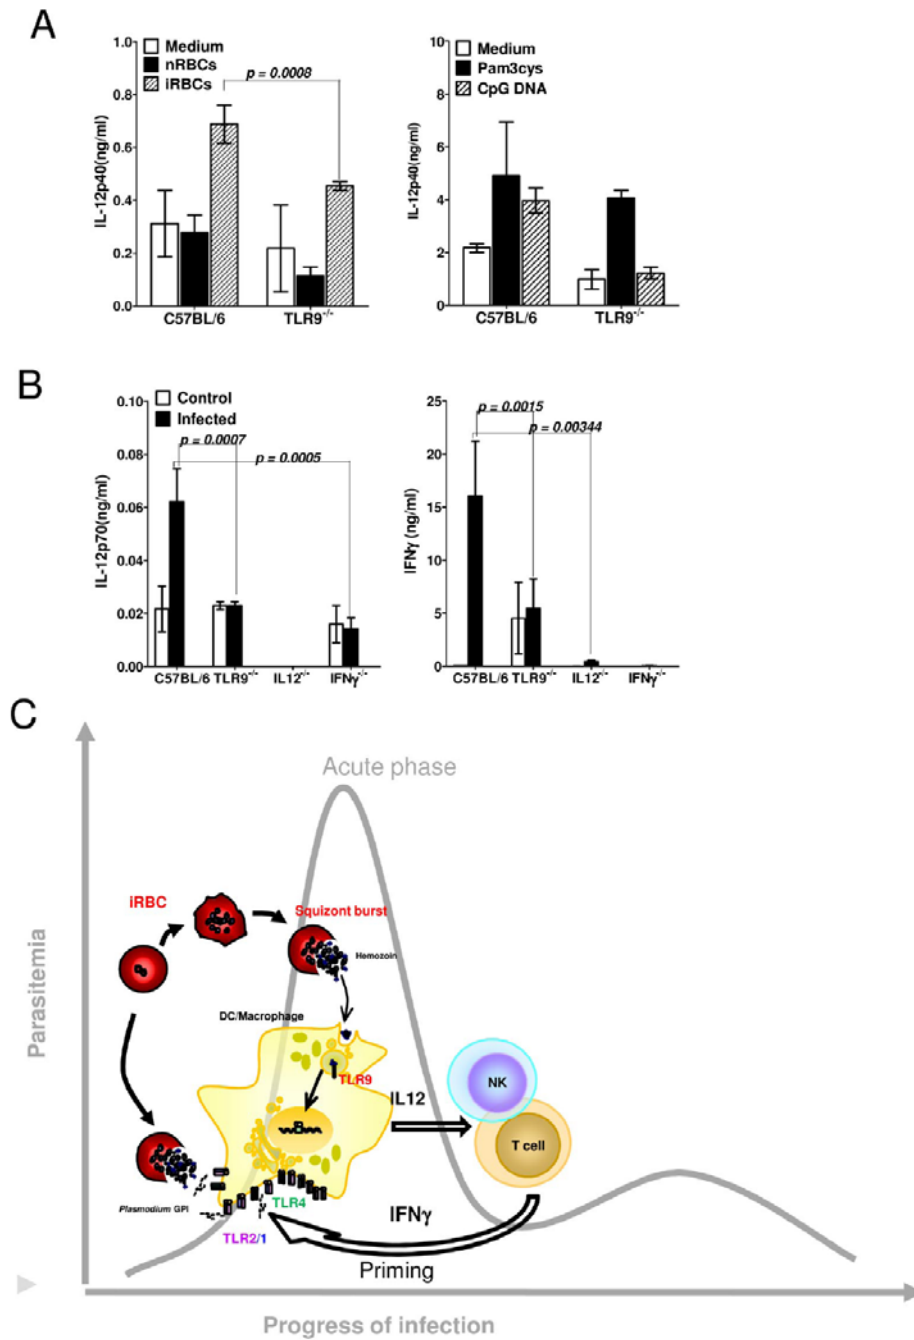 A
1.0
0.8
0.6
0.4
0.2
0.0
IL-12p40(ng/ml)
Medium
nRBCs
iRBCs
p = 0.0008
C57BL/6
TLR9-/-
10
8
6
4
2
0
IL-12p40(ng/ml)
Medium
Pam3cys
CpG DNA
C57BL/6
TLR9-/-
B
0.10
0.08
0.06
0.04
0.02
0.00
IL-12p70(ng/ml)
Control
Infected
p = 0.0007
p = 0.0005
C57BL/6 TLR9-/- IL12-/- IFNγ-/-
25
20
15
10
5
0
IFNγ (ng/ml)
p = 0.0015
p = 0.00344
C57BL/6 TLR9-/- IL12-/- IFNγ-/-
C
Parasitemia
Acute phase
iRBC
Squizont burst
Hemozoin
DC/Macrophage
TLR9
IL12
NK
T cell
Plasmodium GPI
TLR4
TLR2/1
IFNγ
Priming
Progress of infection